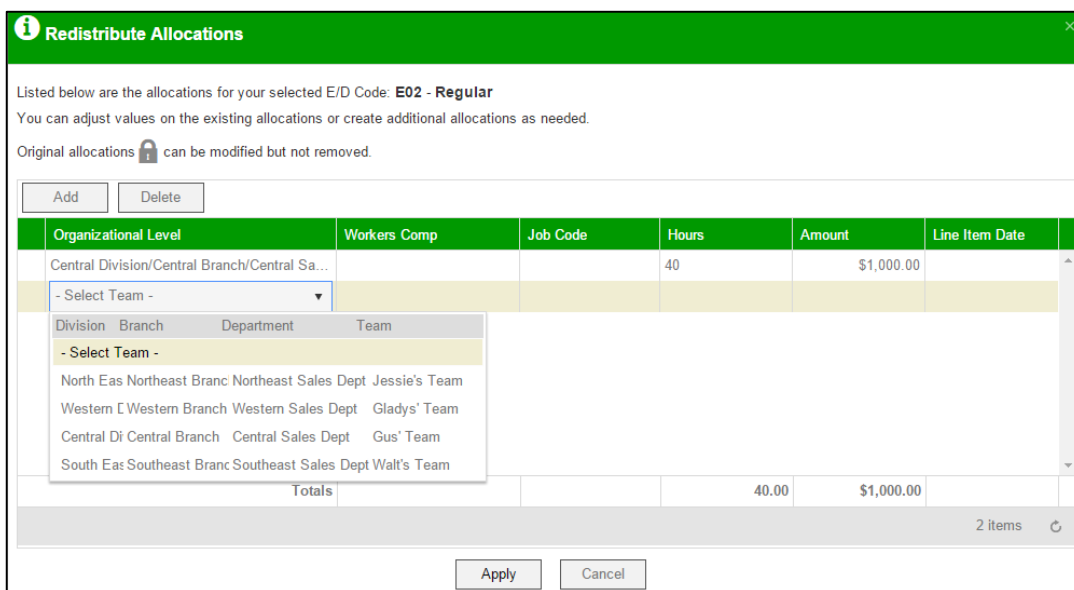 Redistribute Allocations
Listed below are the allocations for your selected E/D Code: E02 - Regular
You can adjust values on the existing allocations or create additional allocations as needed.
Original allocations can be modified but not removed.
Add Delete
Organizational Level Workers Comp Job Code Hours Amount Line Item Date
Central Division/Central Branch/Central Sa... 40 $1,000.00
- Select Team -
Division Branch Department Team
- Select Team -
North Eas Northeast Branc Northeast Sales Dept Jessie's Team
Western D Western Branch Western Sales Dept Gladys' Team
Central Di Central Branch Central Sales Dept Gus' Team
South Eas Southeast Branc Southeast Sales Dept Walt's Team
Totals 40.00 $1,000.00
2 items
Apply Cancel